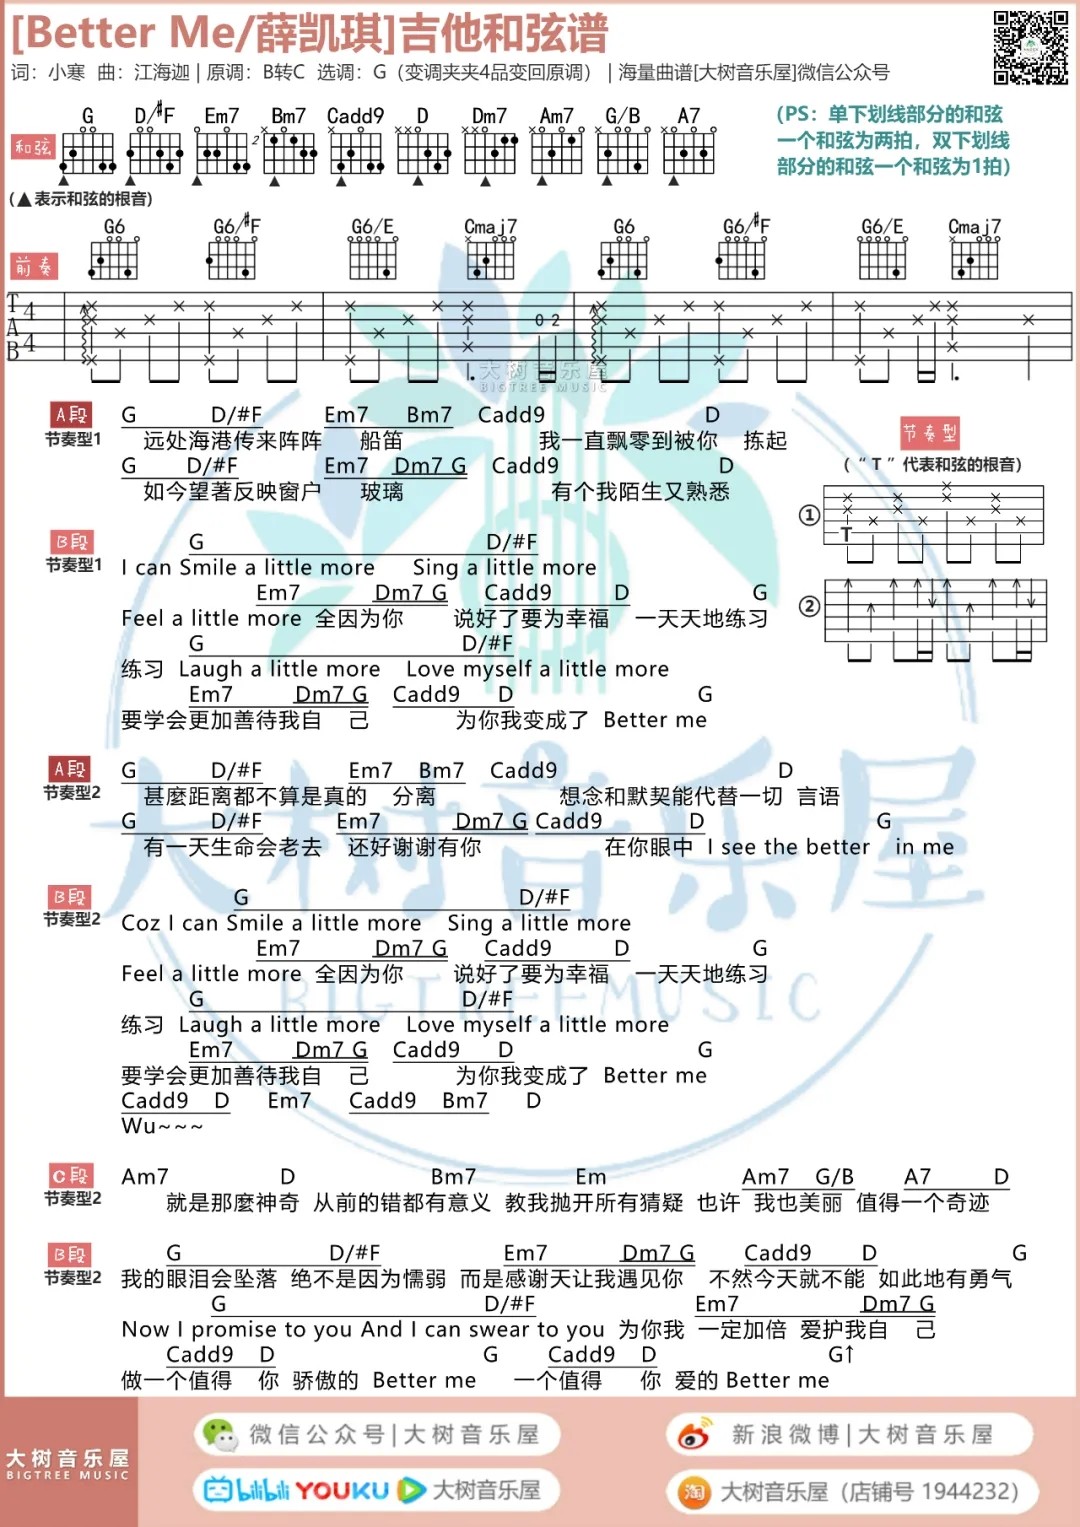 [Better Me/薛凯琪]吉他和弦谱
词：小寒 曲：江海迦 | 原调：B转C 选调：G（变调夹夹4品变回原调） | 海量曲谱[大树音乐屋]微信公众号
G D/#F Em7 Bm7 Cadd9 D Dm7 Am7 G/B A7
和弦
2
(▲表示和弦的根音)
(PS：单下划线部分的和弦
一个和弦为两拍，双下划线
部分的和弦一个和弦为1拍)
G6 G6/#F G6/E Cmaj7 G6 G6/#F G6/E Cmaj7
前奏
T A B 4 4 0 2
大树音乐屋
BIGTREE MUSIC
A段 G D/#F Em7 Bm7 Cadd9 D
节奏型1 远处海港传来阵阵 船笛 我一直飘零到被你 拣起
G D/#F Em7 Dm7 G Cadd9 D
如今望著反映窗户 玻璃 有个我陌生又熟悉
节奏型
（“T”代表和弦的根音）
① T
②
B段 G D/#F
节奏型1 I can Smile a little more Sing a little more
Em7 Dm7 G Cadd9 D G
Feel a little more 全因为你 说好了要为幸福 一天天地练习
G D/#F
练习 Laugh a little more Love myself a little more
Em7 Dm7 G Cadd9 D G
要学会更加善待我自 己 为你我变成了 Better me
A段 G D/#F Em7 Bm7 Cadd9 D
节奏型2 甚麼距离都不算是真的 分离 想念和默契能代替一切 言语
G D/#F Em7 Dm7 G Cadd9 D G
有一天生命会老去 还好谢谢有你 在你眼中 I see the better in me
B段 G D/#F
节奏型2 Coz I can Smile a little more Sing a little more
Em7 Dm7 G Cadd9 D G
Feel a little more 全因为你 说好了要为幸福 一天天地练习
G D/#F
练习 Laugh a little more Love myself a little more
Em7 Dm7 G Cadd9 D G
要学会更加善待我自 己 为你我变成了 Better me
Cadd9 D Em7 Cadd9 Bm7 D
Wu~~~
大树音乐屋
BIGTREEMUSIC
C段 Am7 D Bm7 Em Am7 G/B A7 D
节奏型2 就是那麼神奇 从前的错都有意义 教我抛开所有猜疑 也许 我也美丽 值得一个奇迹
B段 G D/#F Em7 Dm7 G Cadd9 D G
节奏型2 我的眼泪会坠落 绝不是因为懦弱 而是感谢天让我遇见你 不然今天就不能 如此地有勇气
G D/#F Em7 Dm7 G
Now I promise to you And I can swear to you 为你我 一定加倍 爱护我自 己
Cadd9 D G Cadd9 D G↑
做一个值得 你 骄傲的 Better me 一个值得 你 爱的 Better me
大树音乐屋
BIGTREE MUSIC
微信公众号|大树音乐屋
新浪微博|大树音乐屋
bilibili YOUKU 大树音乐屋
淘 大树音乐屋（店铺号 1944232）